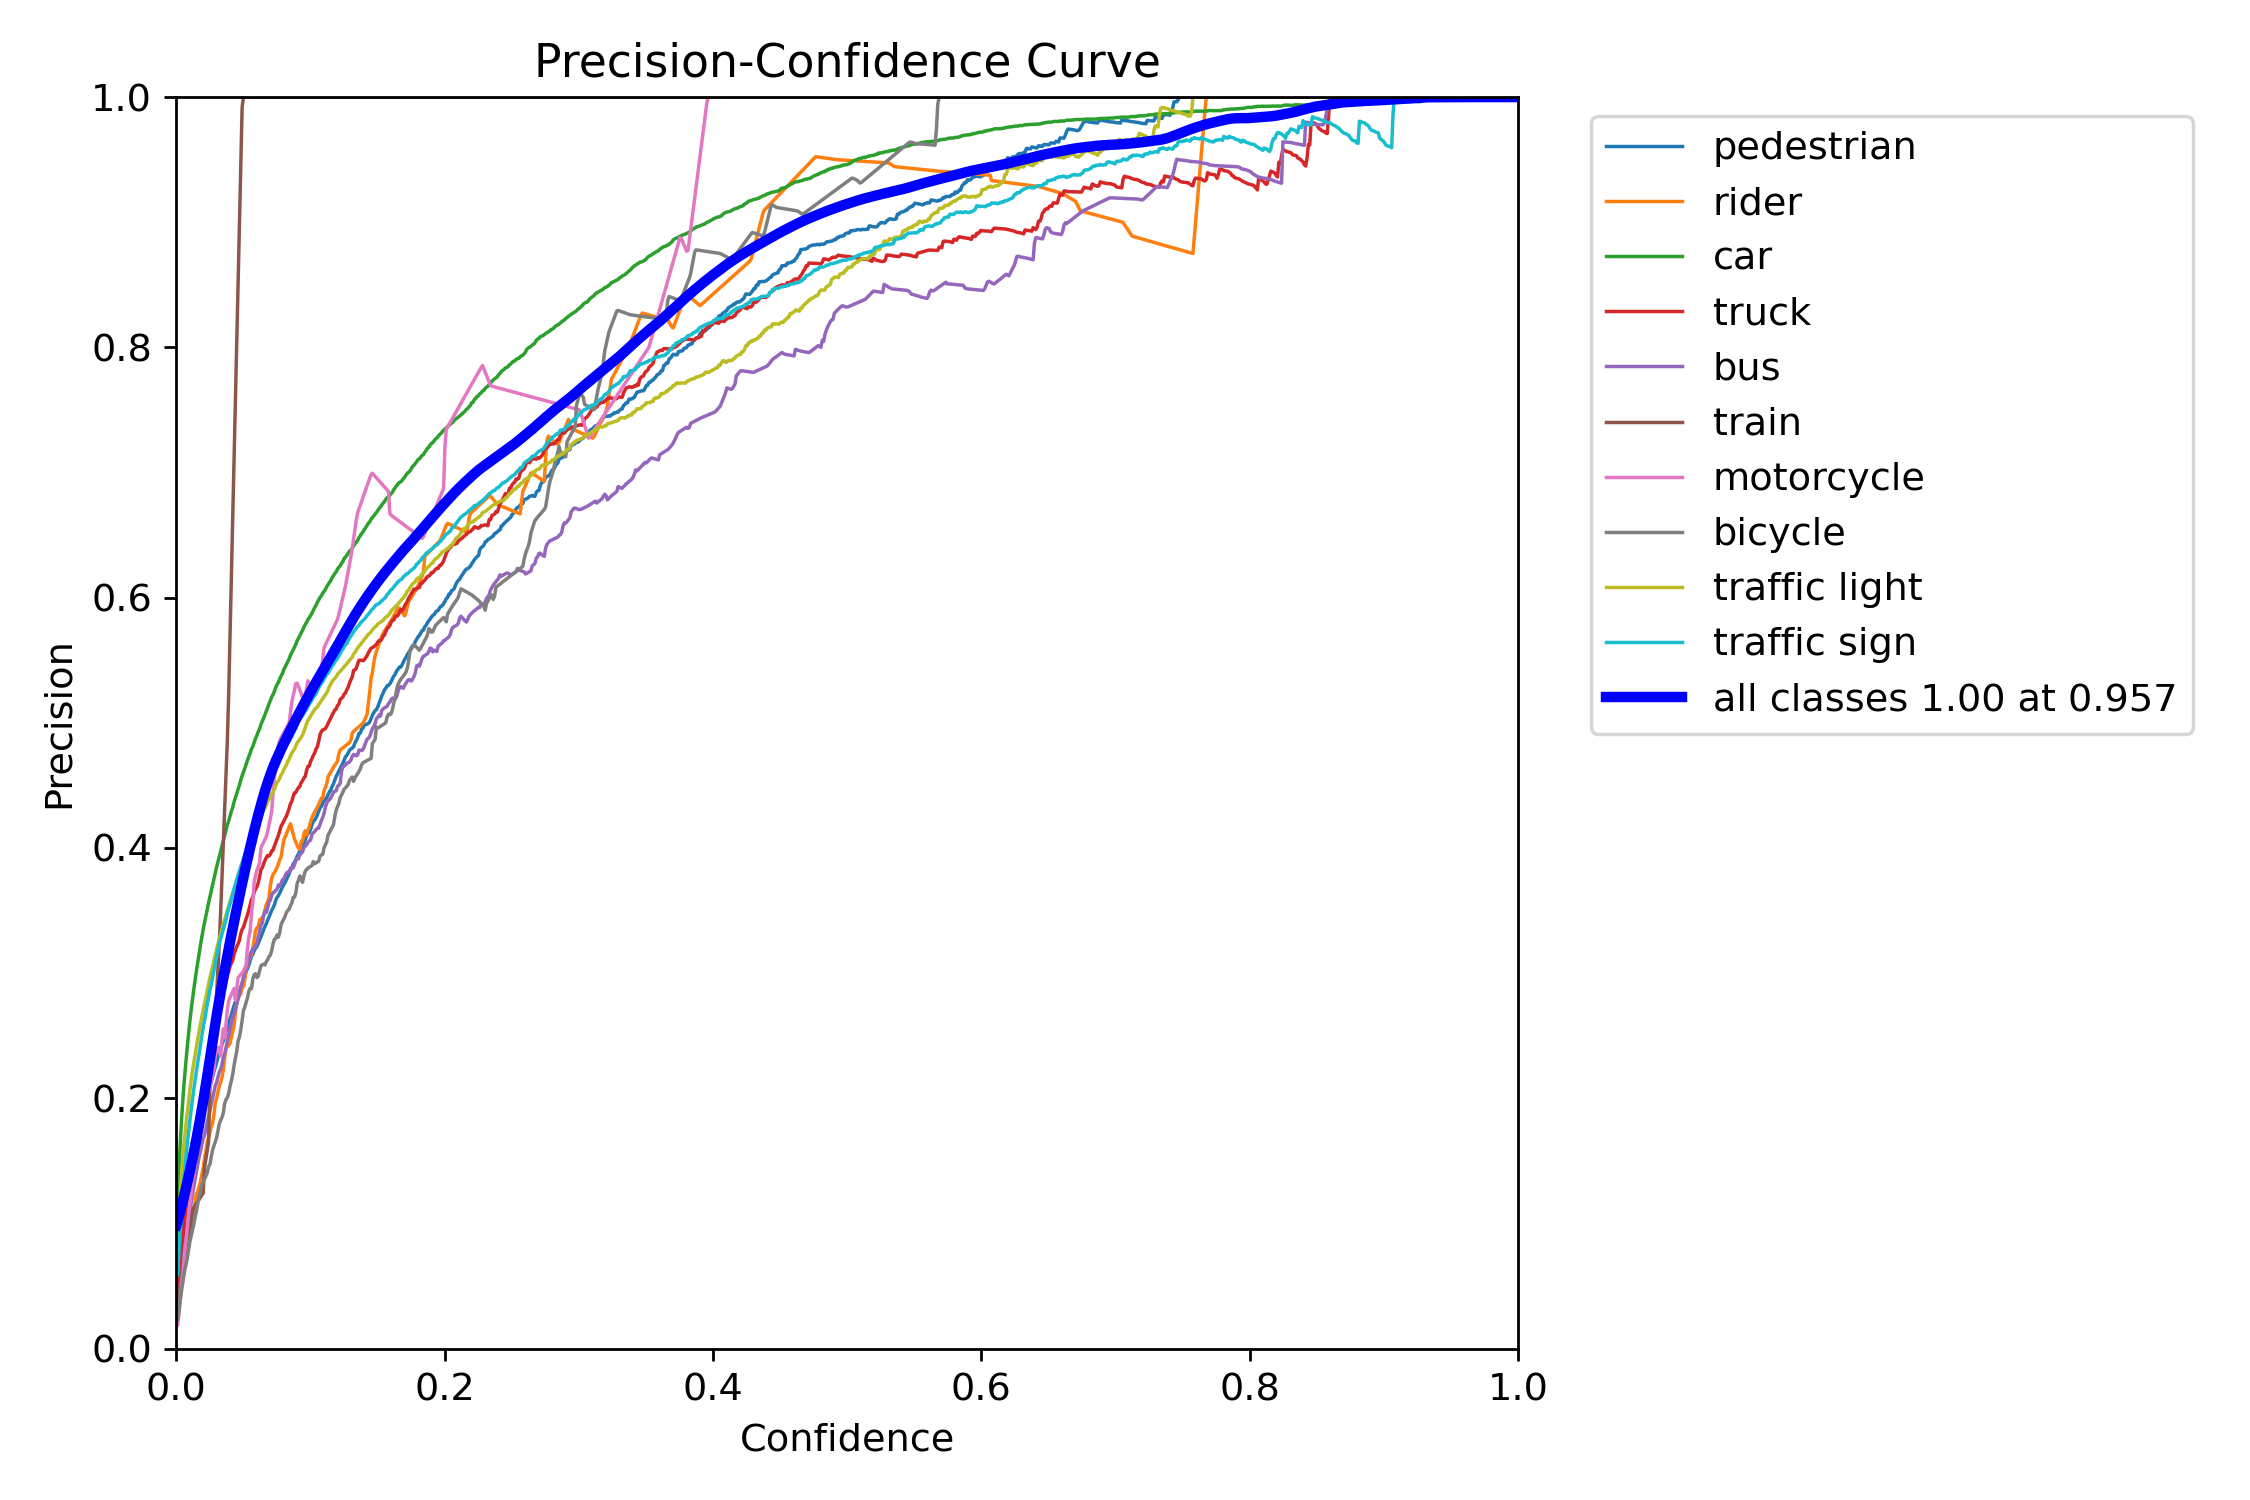 Precision-Confidence Curve
1.0
0.8
0.6
0.4
0.2
0.0
Precision
0.0 0.2 0.4 0.6 0.8 1.0
Confidence
pedestrian
rider
car
truck
bus
train
motorcycle
bicycle
traffic light
traffic sign
all classes 1.00 at 0.957